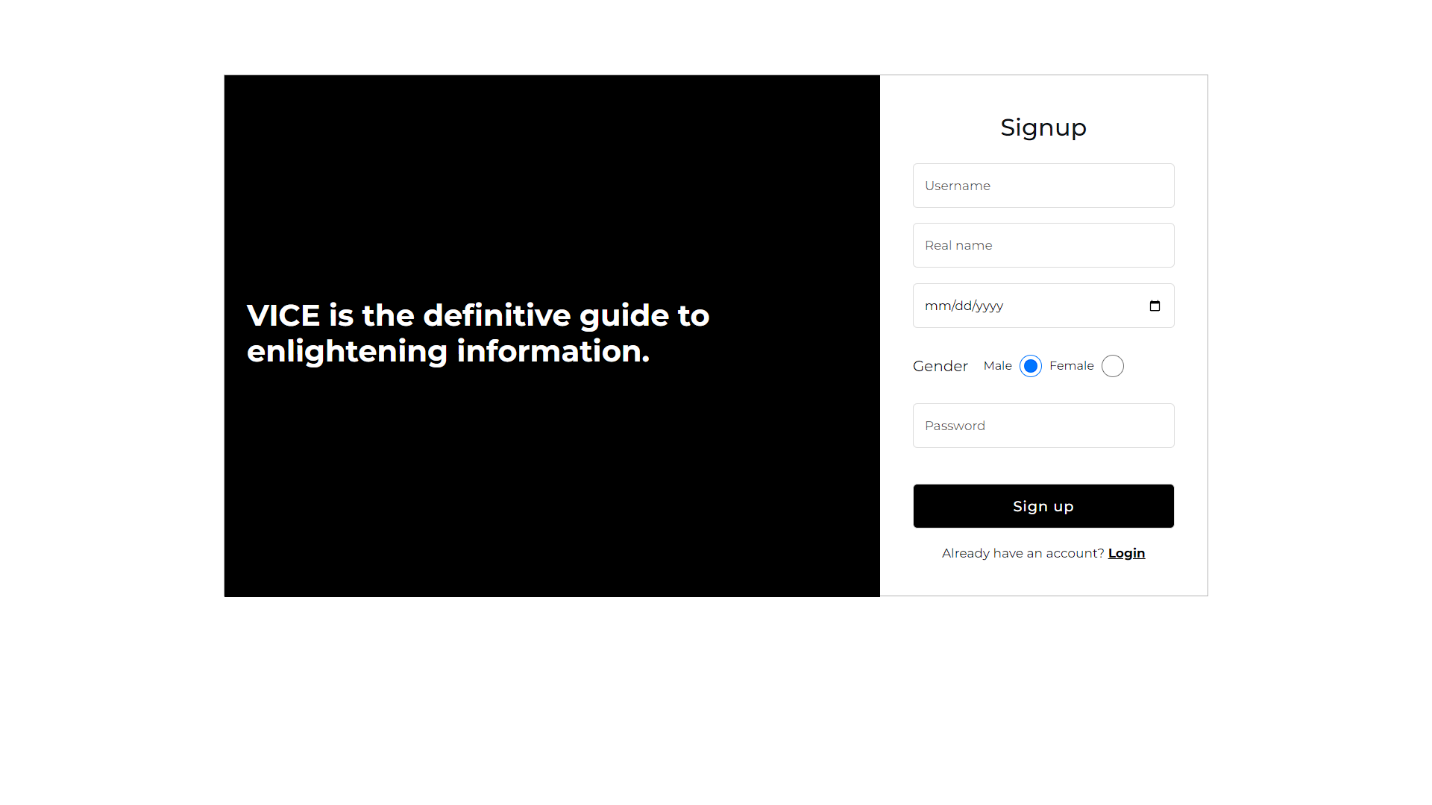 VICE is the definitive guide to
enlightening information.
Signup
Username
Real name
mm/dd/yyyy
Gender Male Female
Password
Sign up
Already have an account? Login